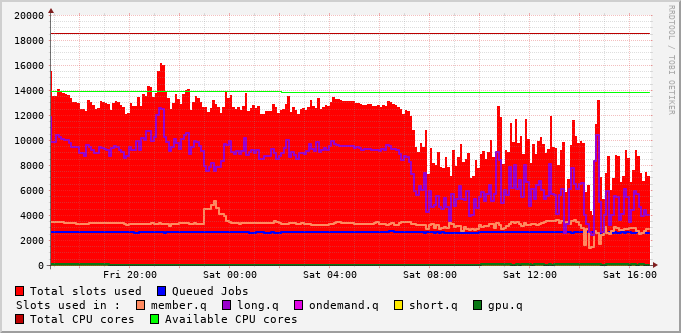 20000
18000
16000
14000
12000
10000
8000
6000
4000
2000
0
Fri 20:00 Sat 00:00 Sat 04:00 Sat 08:00 Sat 12:00 Sat 16:00
RRDTOOL / TOBI OETIKER
Total slots used Queued Jobs
Slots used in : member.q long.q ondemand.q short.q gpu.q
Total CPU cores Available CPU cores